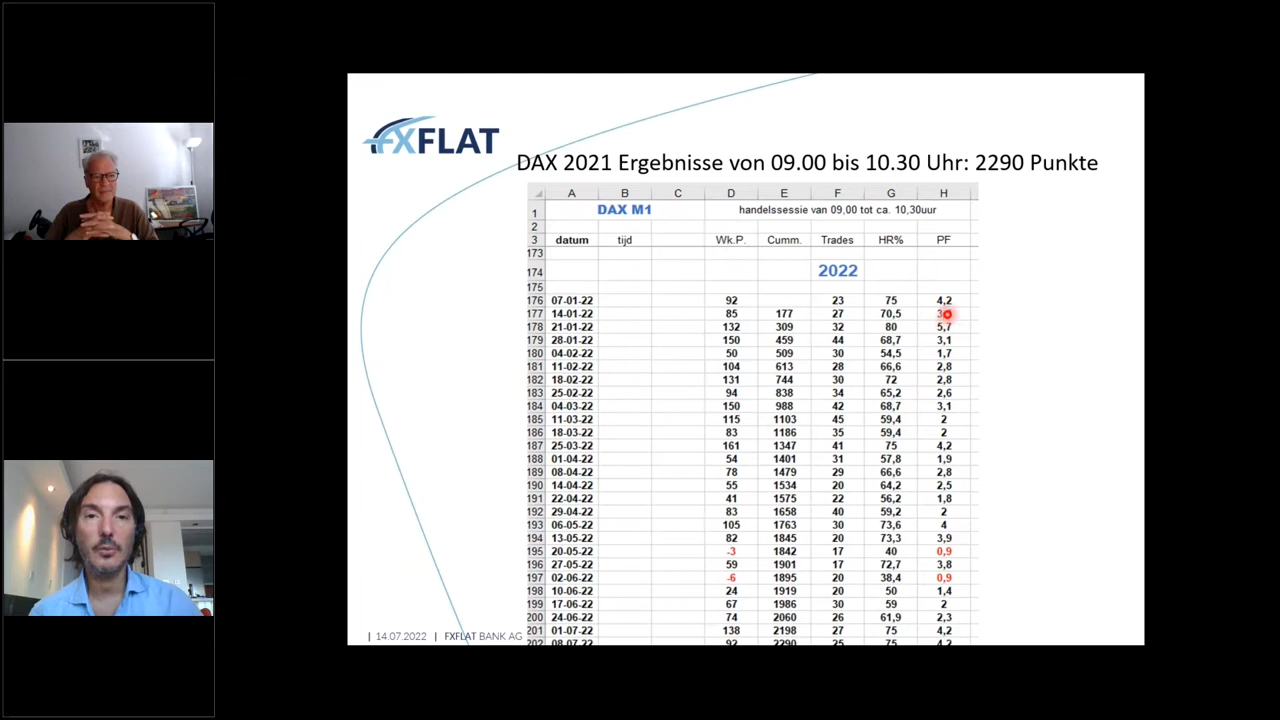 FXFLAT
DAX 2021 Ergebnisse von 09.00 bis 10.30 Uhr: 2290 Punkte
A B C D E F G H
1 DAX M1 handelssessie van 09,00 tot ca. 10,30uur
2
3 datum tijd Wk.P. Cumm. Trades HR% PF
173
174 2022
175
176 07-01-22 92 23 75 4,2
177 14-01-22 85 177 27 70,5
178 21-01-22 132 309 32 80 5,7
179 28-01-22 150 459 44 68,7 3,1
180 04-02-22 50 509 30 54,5 1,7
181 11-02-22 104 613 28 66,6 2,8
182 18-02-22 131 744 30 72 2,8
183 25-02-22 94 838 34 65,2 2,6
184 04-03-22 150 988 42 68,7 3,1
185 11-03-22 115 1103 45 59,4 2
186 18-03-22 83 1186 35 59,4 2
187 25-03-22 161 1347 41 75 4,2
188 01-04-22 54 1401 31 57,8 1,9
189 08-04-22 78 1479 29 66,6 2,8
190 14-04-22 55 1534 20 64,2 2,5
191 22-04-22 41 1575 22 56,2 1,8
192 29-04-22 83 1658 40 59,2 2
193 06-05-22 105 1763 30 73,6 4
194 13-05-22 82 1845 20 73,3 3,9
195 20-05-22 -3 1842 17 40 0,9
196 27-05-22 59 1901 17 72,7 3,8
197 02-06-22 -6 1895 20 38,4 0,9
198 10-06-22 24 1919 20 50 1,4
199 17-06-22 67 1986 30 59 2
200 24-06-22 74 2060 26 61,9 2,3
201 01-07-22 138 2198 27 75 4,2
202 08-07-22 92 2290 25 75 4,2
| 14.07.2022 | FXFLAT BANK AG